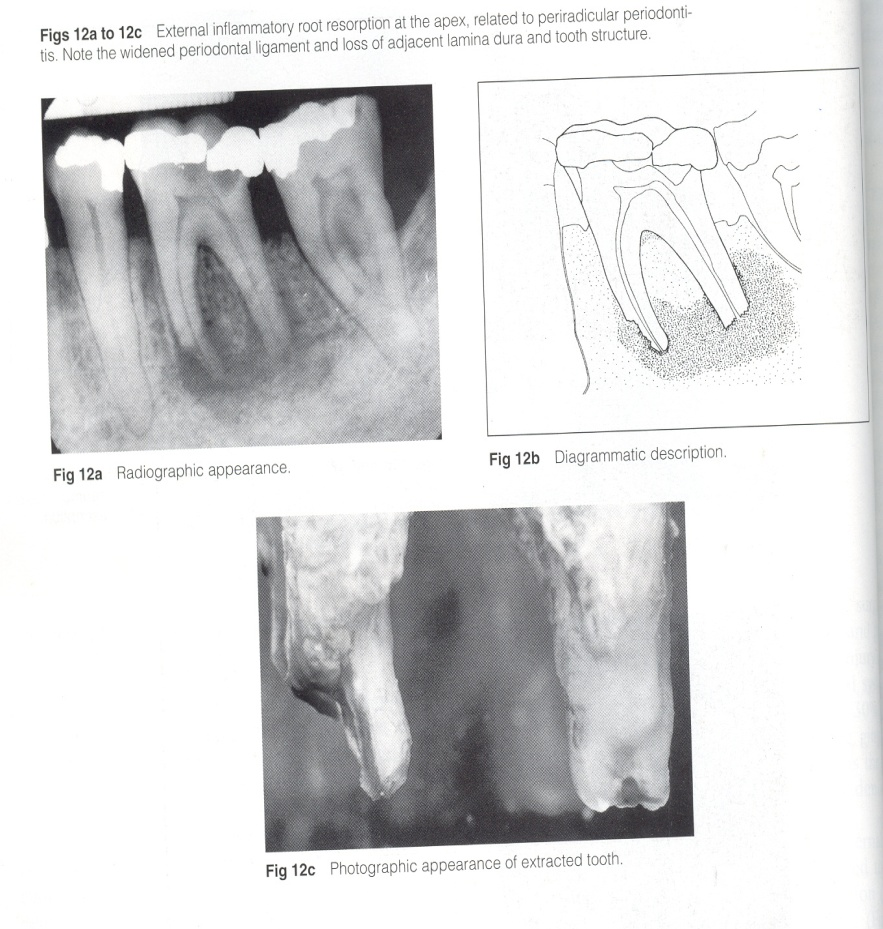 Figs 12a to 12c External inflammatory root resorption at the apex, related to periradicular periodonti-
tis. Note the widened periodontal ligament and loss of adjacent lamina dura and tooth structure.
Fig 12a Radiographic appearance.
Fig 12b Diagrammatic description.
Fig 12c Photographic appearance of extracted tooth.